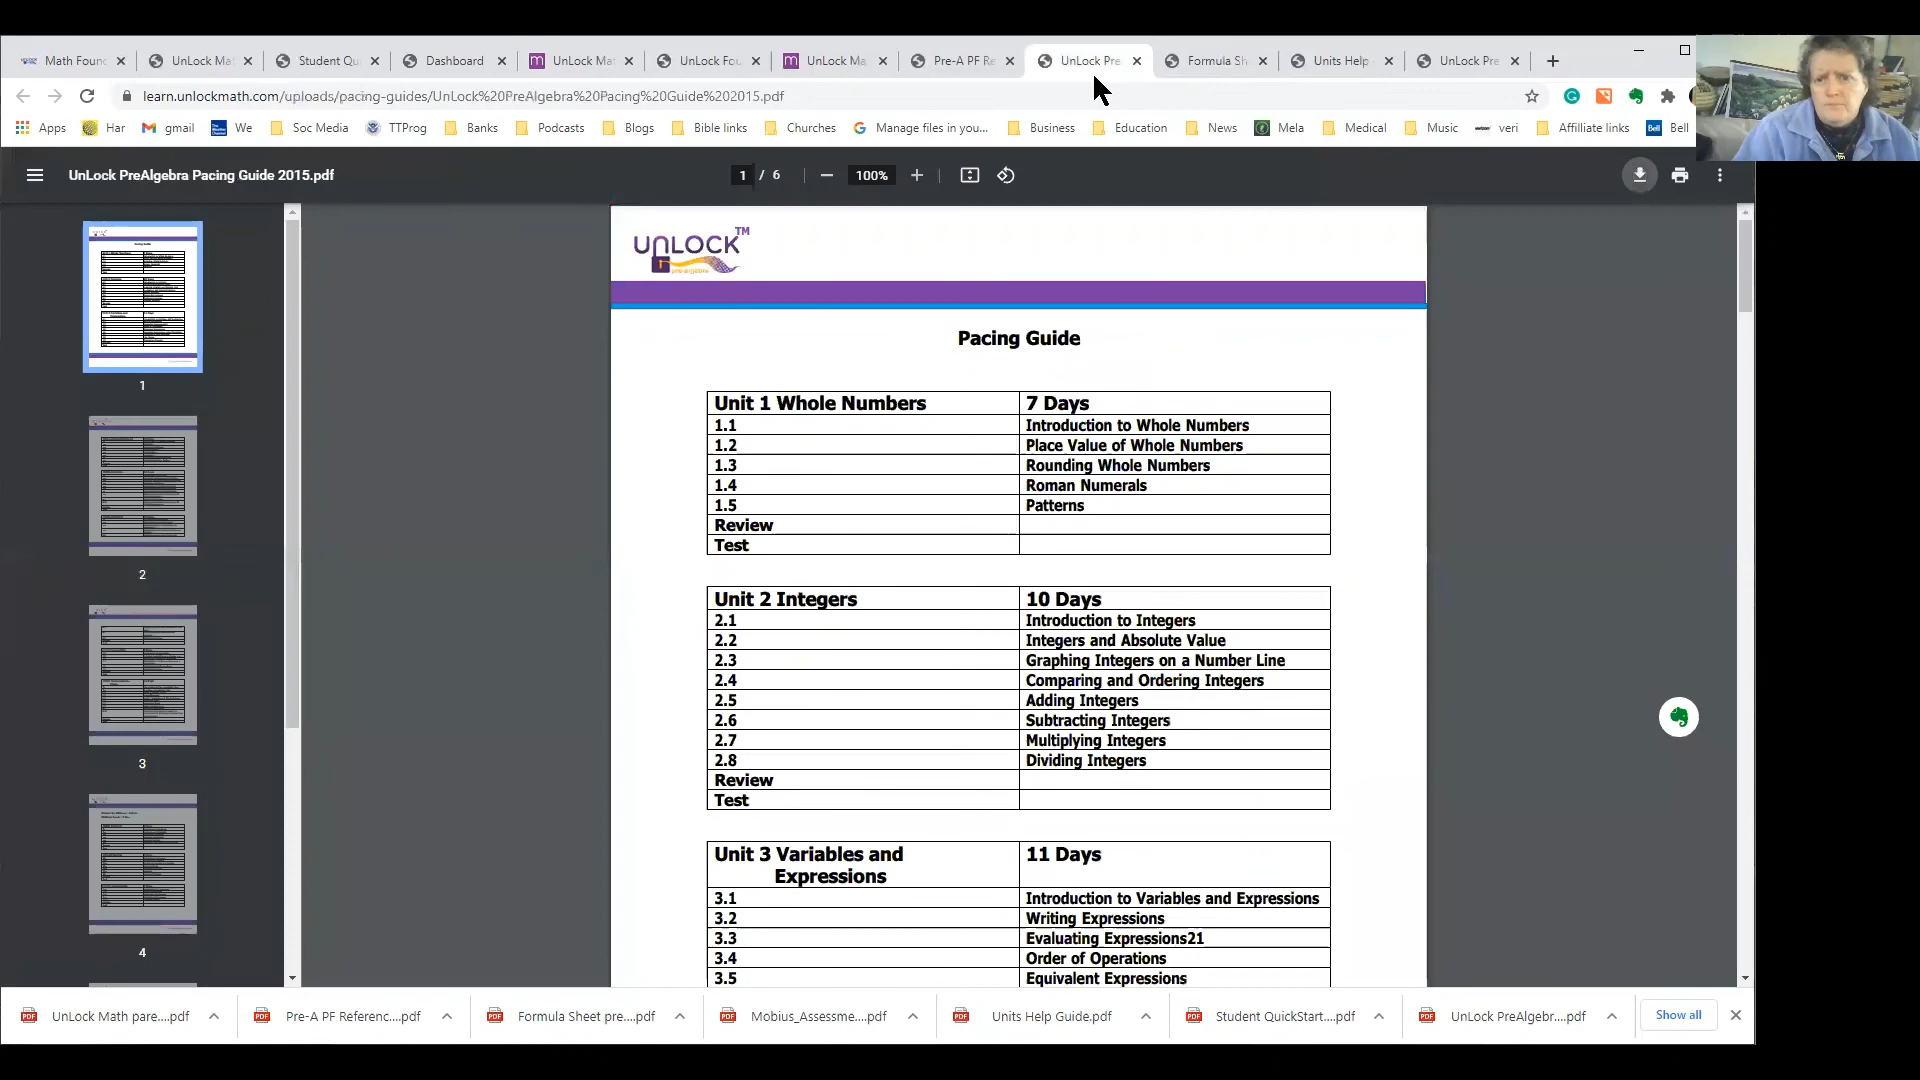 Math Foun
UnLock Ma
Student Qu
Dashboard
UnLock Ma
UnLock Fou
UnLock Ma
Pre-A PF Re
UnLock Pre
Formula Sh
Units Help
UnLock Pre
learn.unlockmath.com/uploads/pacing-guides/UnLock%20PreAlgebra%20Pacing%20Guide%202015.pdf
Apps
Har
gmail
We
Soc Media
TTProg
Banks
Podcasts
Blogs
Bible links
Churches
Manage files in you...
Business
Education
News
Mela
Medical
Music
veri
Affilliate links
Bell
Bell
UnLock PreAlgebra Pacing Guide 2015.pdf
1 / 6
100%
UnLOCK™
pre-algebra
Pacing Guide
Unit 1 Whole Numbers 7 Days
1.1 Introduction to Whole Numbers
1.2 Place Value of Whole Numbers
1.3 Rounding Whole Numbers
1.4 Roman Numerals
1.5 Patterns
Review
Test
Unit 2 Integers 10 Days
2.1 Introduction to Integers
2.2 Integers and Absolute Value
2.3 Graphing Integers on a Number Line
2.4 Comparing and Ordering Integers
2.5 Adding Integers
2.6 Subtracting Integers
2.7 Multiplying Integers
2.8 Dividing Integers
Review
Test
Unit 3 Variables and 11 Days
Expressions
3.1 Introduction to Variables and Expressions
3.2 Writing Expressions
3.3 Evaluating Expressions21
3.4 Order of Operations
3.5 Equivalent Expressions
1
2
3
4
UnLock Math pare....pdf
Pre-A PF Referenc....pdf
Formula Sheet pre....pdf
Mobius_Assessme....pdf
Units Help Guide.pdf
Student QuickStart....pdf
UnLock PreAlgebr....pdf
Show all